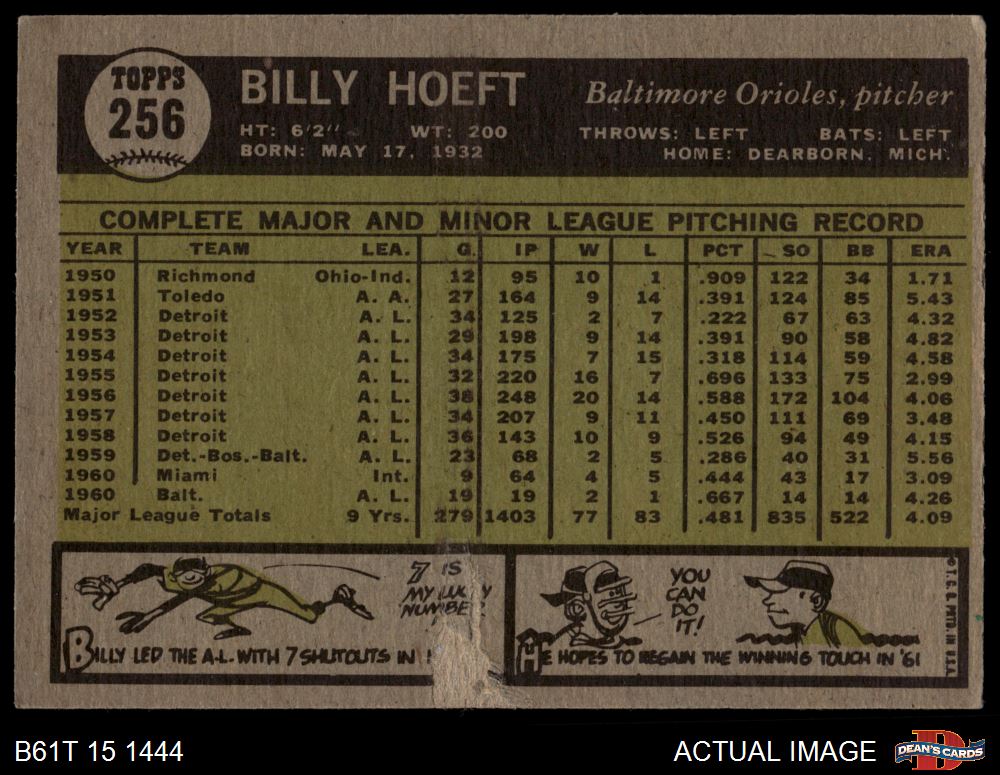 TOPPS
256
BILLY HOEFT
Baltimore Orioles, pitcher
HT: 6'2" WT: 200
THROWS: LEFT BATS: LEFT
BORN: MAY 17, 1932
HOME: DEARBORN, MICH.
COMPLETE MAJOR AND MINOR LEAGUE PITCHING RECORD
YEAR TEAM LEA. G. IP W L PCT SO BB ERA
1950 Richmond Ohio-Ind. 12 95 10 1 .909 122 34 1.71
1951 Toledo A. A. 27 164 9 14 .391 124 85 5.43
1952 Detroit A. L. 34 125 2 7 .222 67 63 4.32
1953 Detroit A. L. 29 198 9 14 .391 90 58 4.82
1954 Detroit A. L. 34 175 7 15 .318 114 59 4.58
1955 Detroit A. L. 32 220 16 7 .696 133 75 2.99
1956 Detroit A. L. 38 248 20 14 .588 172 104 4.06
1957 Detroit A. L. 34 207 9 11 .450 111 69 3.48
1958 Detroit A. L. 36 143 10 9 .526 94 49 4.15
1959 Det.-Bos.-Balt. A. L. 23 68 2 5 .286 40 31 5.56
1960 Miami Int. 9 64 4 5 .444 43 17 3.09
1960 Balt. A. L. 19 19 2 1 .667 14 14 4.26
Major League Totals 9 Yrs. 279 1403 77 83 .481 835 522 4.09
7 IS
MY LUCKY
NUMBER
BILLY LED THE A.L. WITH 7 SHUTOUTS IN
YOU
CAN
DO
IT!
HE HOPES TO REGAIN THE WINNING TOUCH IN '61
© T. C. G. PTD. IN U.S.A.
B61T 15 1444
ACTUAL IMAGE
DEAN'S CARDS